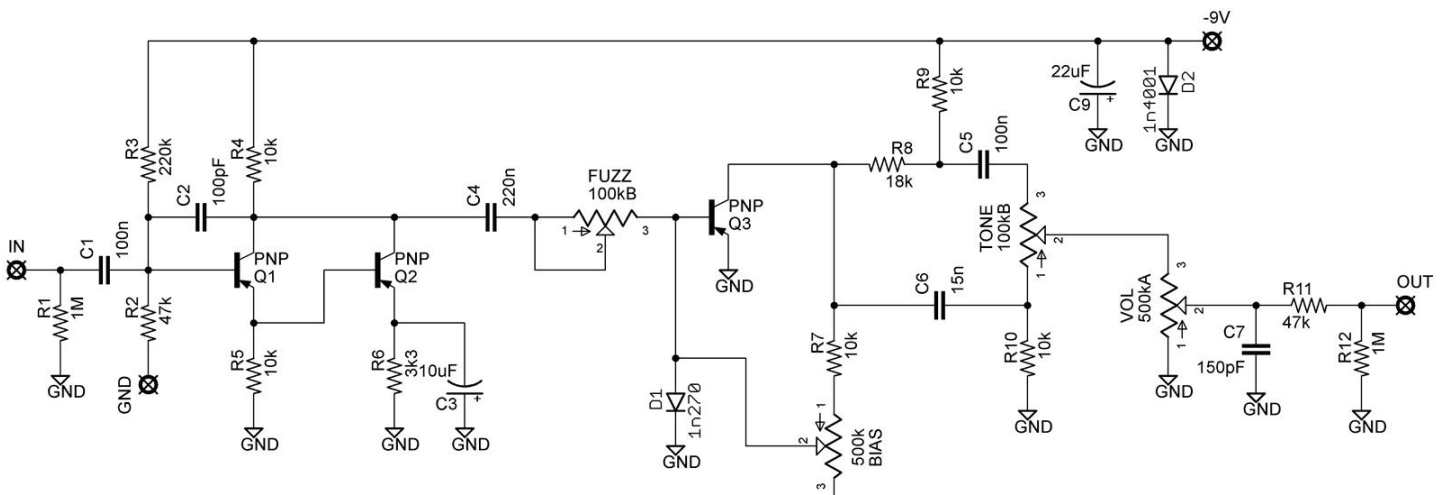 -9V
R3
220k
R4
10k
C2
100pF
IN
C1
100n
R1
1M
GND
R2
47k
GND
PNP
Q1
R5
10k
GND
PNP
Q2
R6
3k3
GND
10uF
C3
+
GND
C4
220n
FUZZ
100kB
1
2
3
PNP
Q3
GND
D1
1n270
GND
R9
10k
R8
18k
C5
100n
R7
10k
C6
15n
TONE
100kB
3
2
1
R10
10k
GND
1
2
3
500k
BIAS
22uF
C9
+
GND
1n4001
D2
GND
VOL
500kA
3
2
1
GND
C7
150pF
GND
R11
47k
OUT
R12
1M
GND